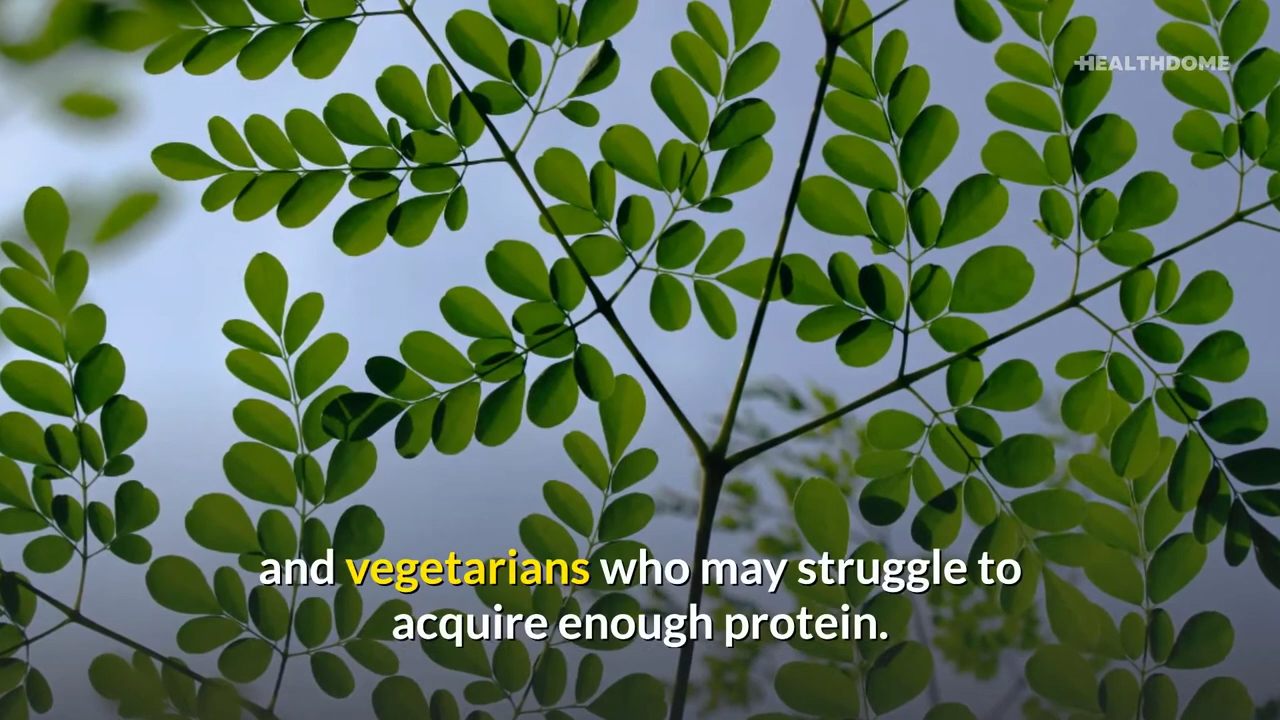 HEALTHDOME
and vegetarians who may struggle to
acquire enough protein.